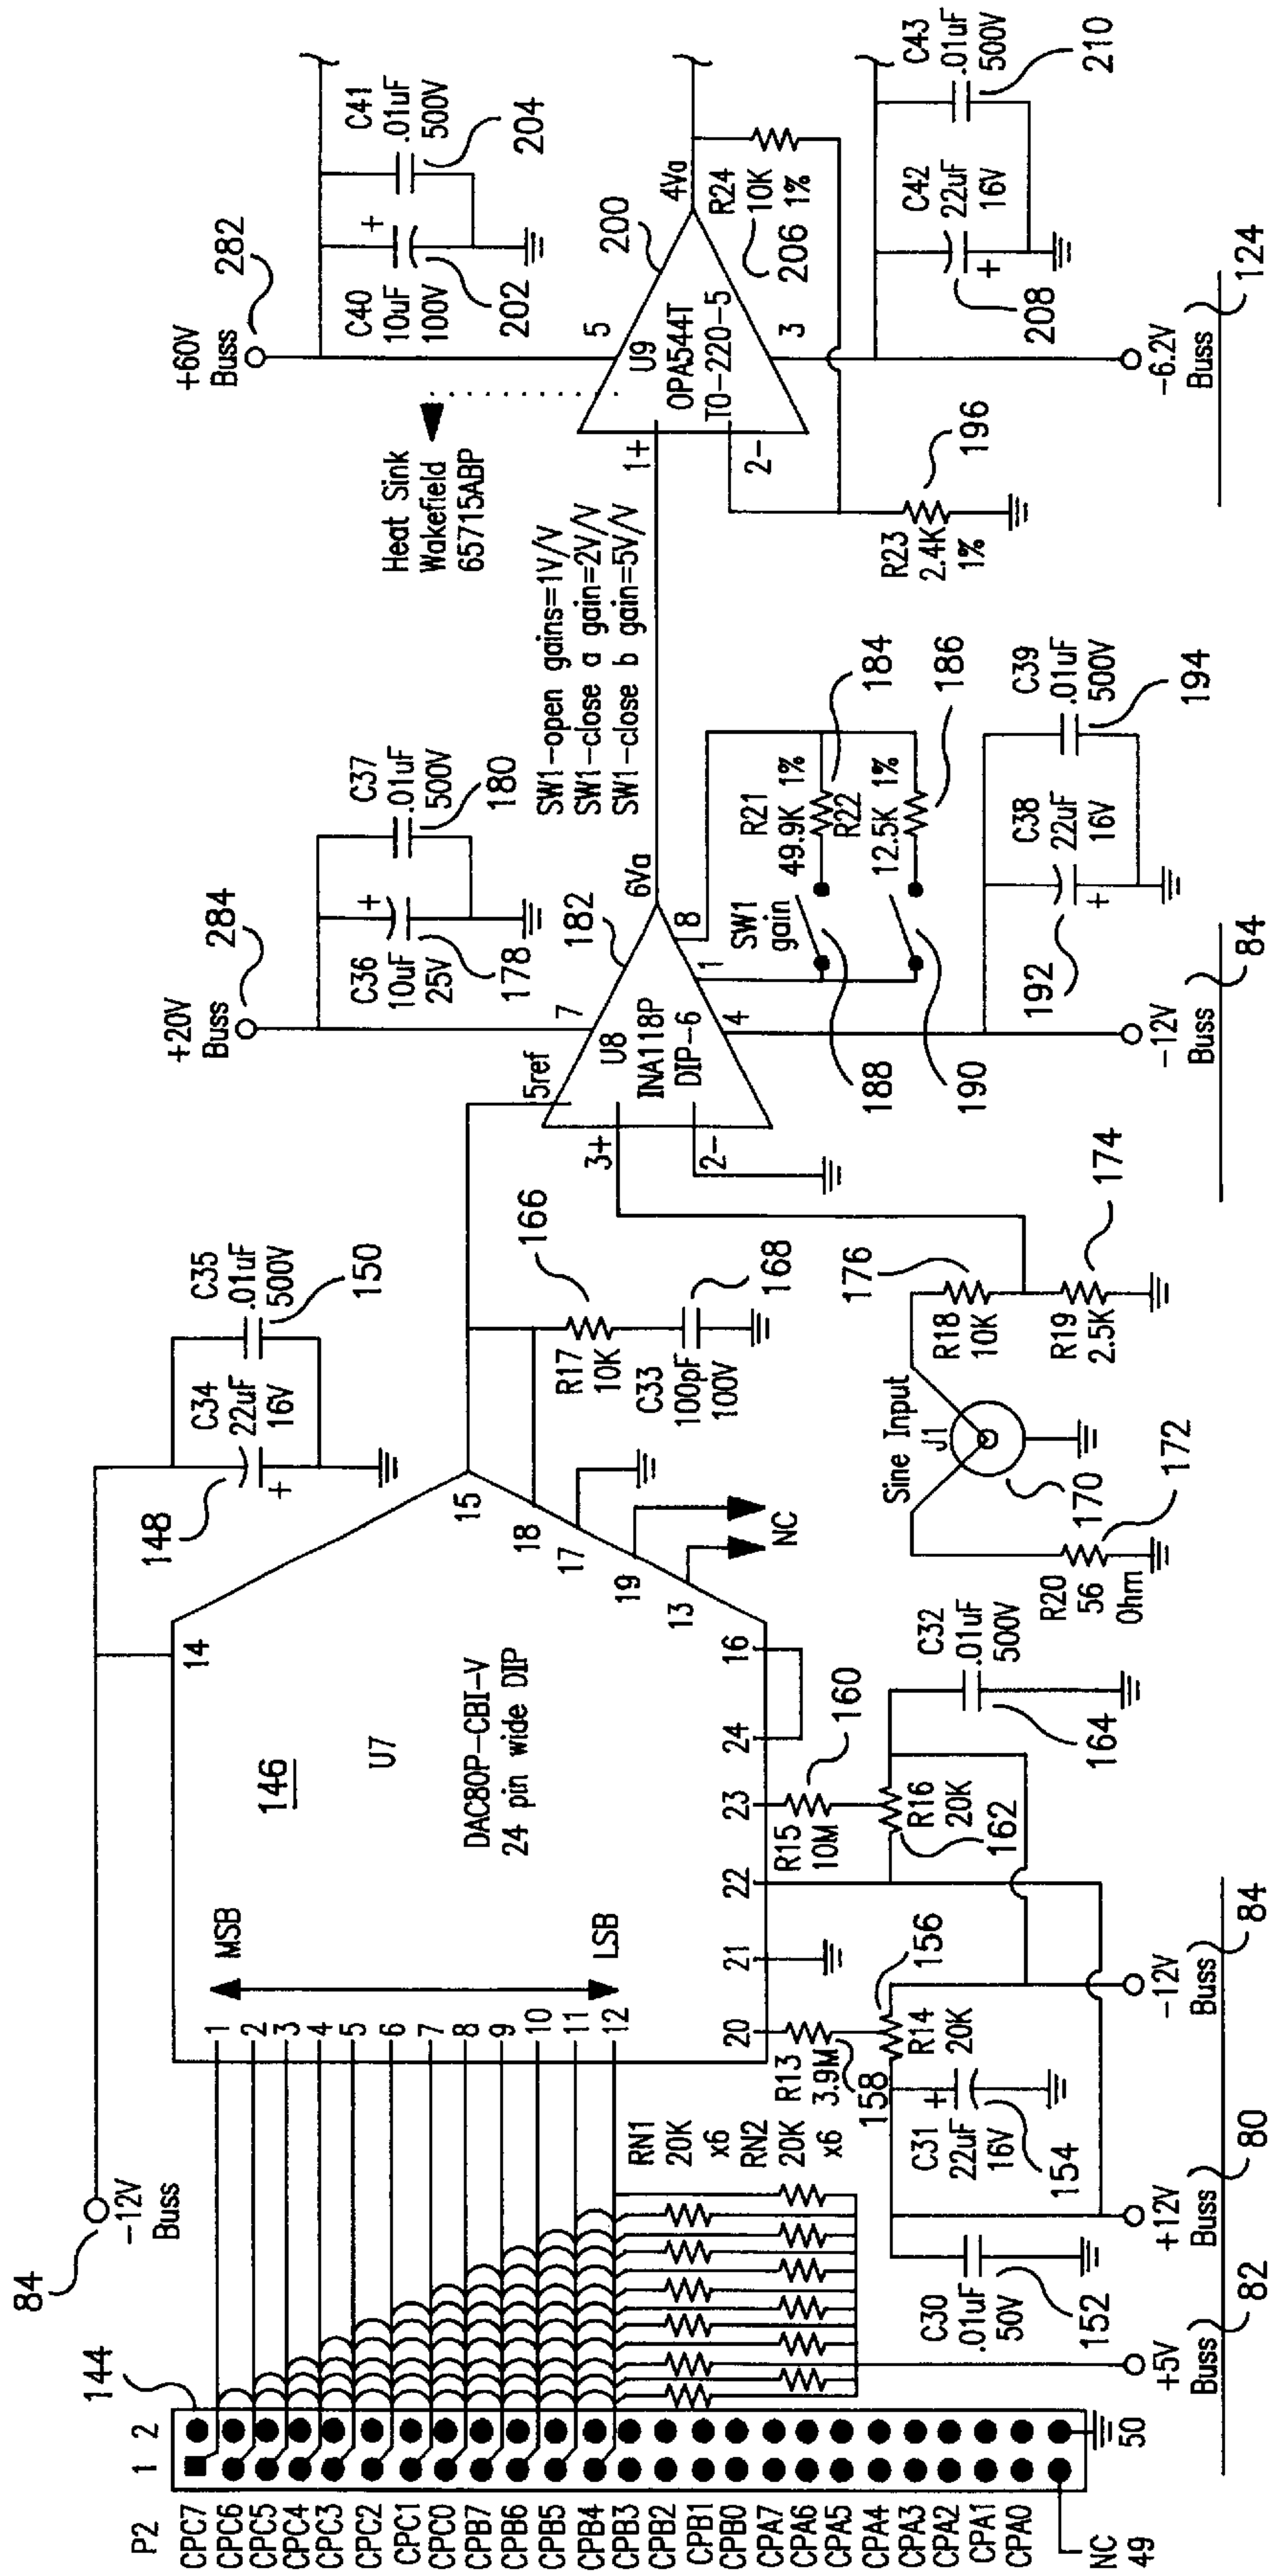 84
-12V
Buss
P2
1 2
144
CPC7
CPC6
CPC5
CPC4
CPC3
CPC2
CPC1
CPC0
CPB7
CPB6
CPB5
CPB4
CPB3
CPB2
CPB1
CPB0
CPA7
CPA6
CPA5
CPA4
CPA3
CPA2
CPA1
CPA0
NC
49
50
1
2
3
4
5
6
7
8
9
10
11
12
MSB
LSB
146
U7
DAC80P-CBI-V
24 pin wide DIP
14
15
18
17
19
13
NC
20
21
22
23
24
16
RN1
20K
x6
RN2
20K
x6
R13
3.9M
158
R14
20K
156
C31
22uF
16V
+
154
C30
.01uF
50V
152
+5V
Buss
82
+12V
Buss
80
-12V
Buss
84
R15
10M
160
R16
20K
162
C32
.01uF
500V
164
148
C34
22uF
16V
+
C35
.01uF
500V
150
R17
10K
166
C33
100pF
100V
168
Sine Input
J1
170
R20
56
Ohm
172
R18
10K
176
R19
2.5K
174
+20V
Buss
284
C36
10uF
25V
+
178
C37
.01uF
500V
180
182
5ref
7
U8
INA118P
DIP-6
3+
2-
4
1
8
6Va
SW1
gain
188
190
R21
49.9K 1%
184
R22
12.5K 1%
186
192
C38
22uF
16V
+
C39
.01uF
500V
194
-12V
Buss
84
SW1-open gains=1V/V
SW1-close a gain=2V/V
SW1-close b gain=5V/V
Heat Sink
Wakefield
65715ABP
+60V
Buss
282
C40
10uF
100V
+
202
C41
.01uF
500V
204
200
5
U9
OPA544T
TO-220-5
1+
2-
3
4Va
R24
10K
1%
206
R23
2.4K
1%
196
208
C42
22uF
16V
+
C43
.01uF
500V
210
-6.2V
Buss
124